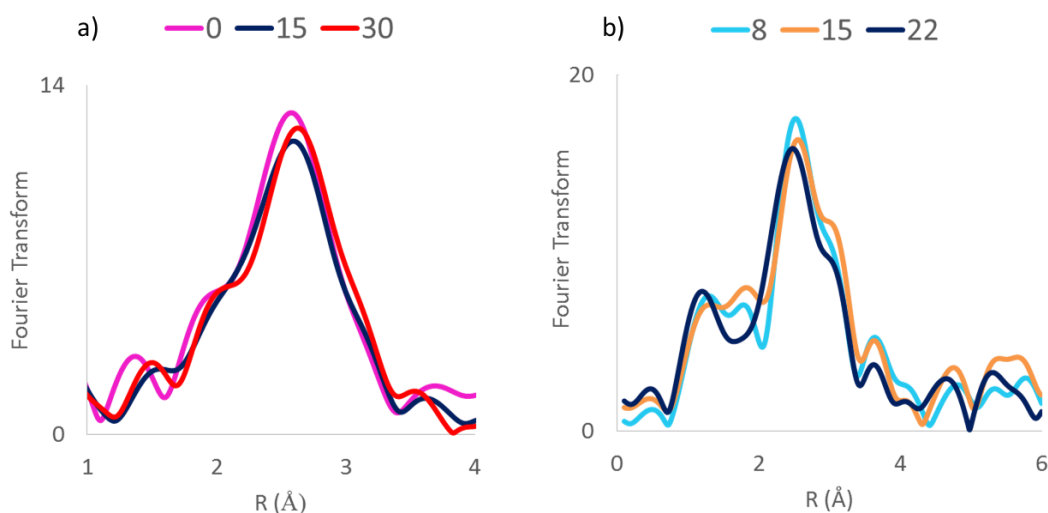 a) 0 15 30
14
0
Fourier Transform
1 2 3 4
R (Å)
b) 8 15 22
20
0
Fourier Transform
0 2 4 6
R (Å)